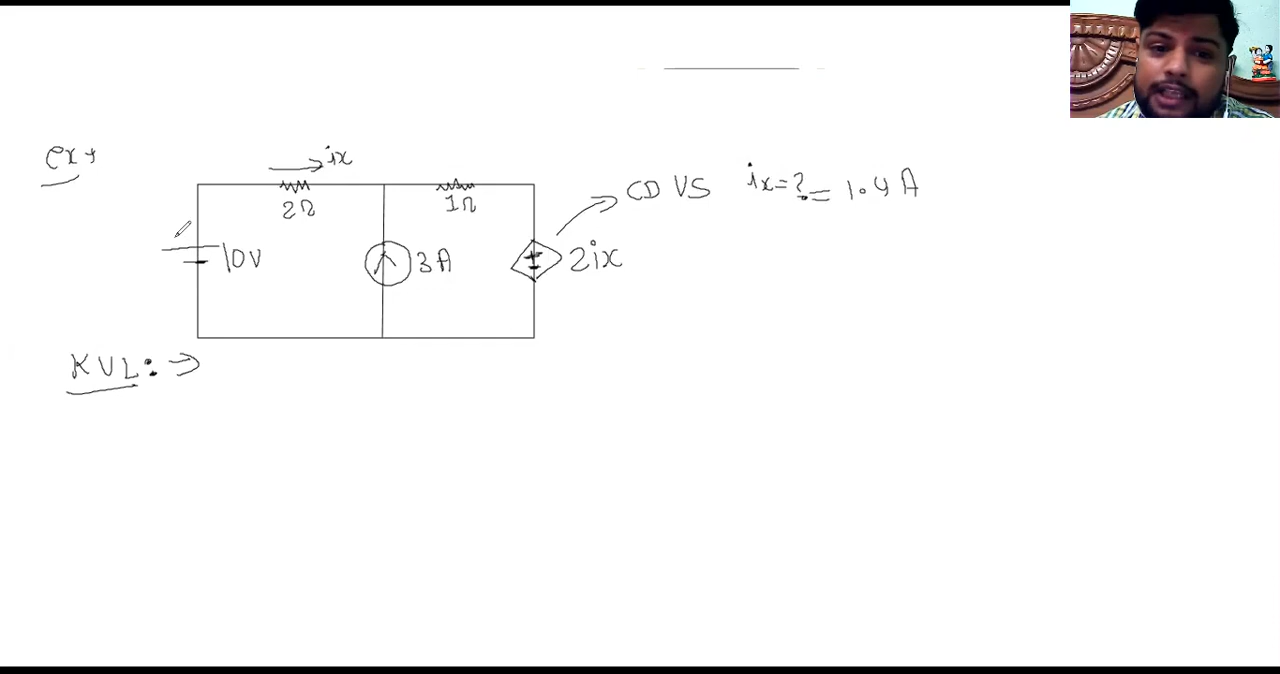 ex→
ix
2Ω
1Ω
CD VS
ix=?= 1.4 A
10V
3A
+
-
2ix
KVL:→